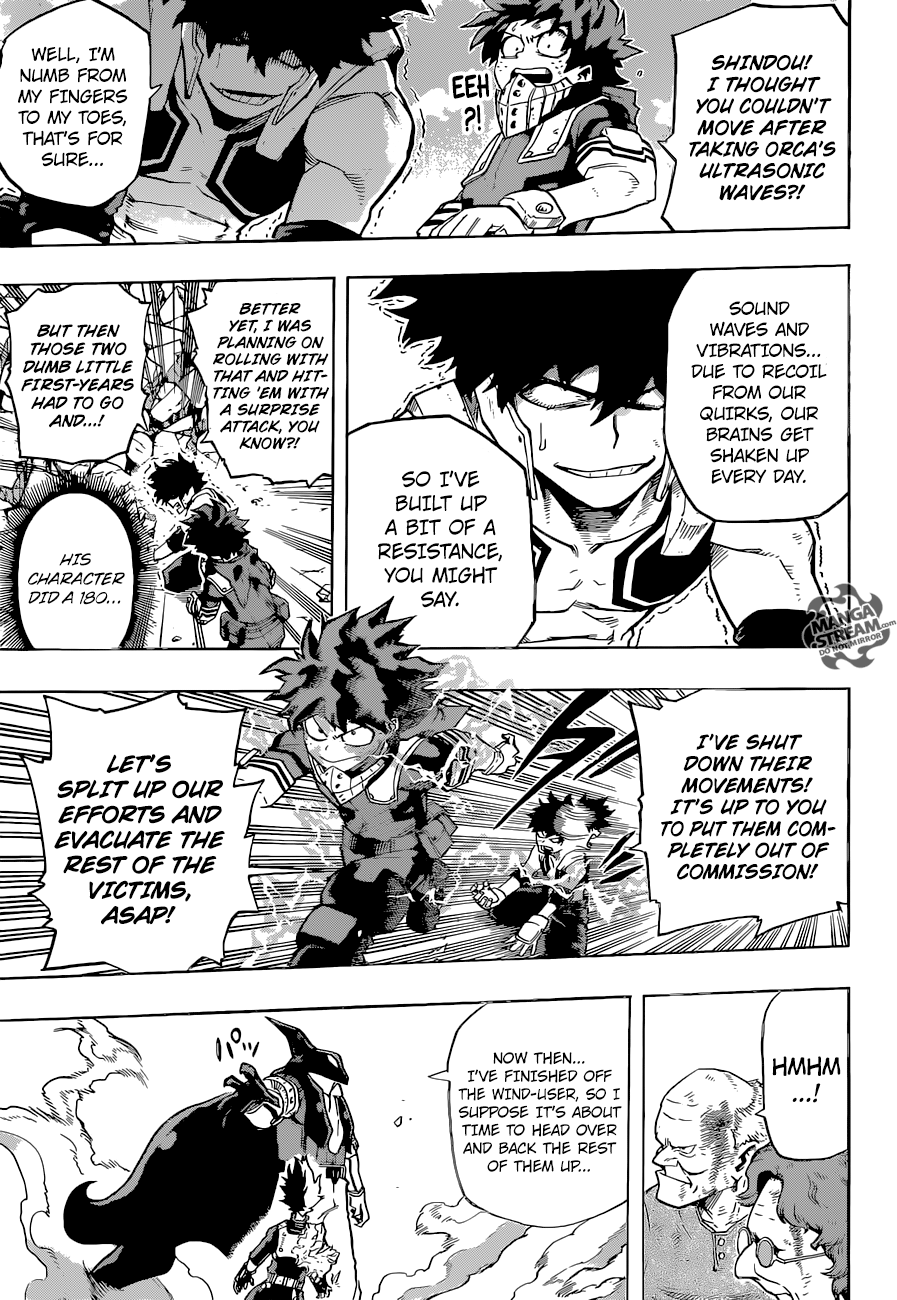 SHINDOU!
I THOUGHT
YOU COULDN'T
MOVE AFTER
TAKING ORCA'S
ULTRASONIC
WAVES?!
EEH
?!
WELL, I'M
NUMB FROM
MY FINGERS
TO MY TOES,
THAT'S FOR
SURE...
SOUND
WAVES AND
VIBRATIONS...
DUE TO RECOIL
FROM OUR
QUIRKS, OUR
BRAINS GET
SHAKEN UP
EVERY DAY.
SO I'VE
BUILT UP
A BIT OF A
RESISTANCE,
YOU MIGHT
SAY.
BETTER
YET, I WAS
PLANNING ON
ROLLING WITH
THAT AND HIT-
TING 'EM WITH
A SURPRISE
ATTACK, YOU
KNOW?!
BUT THEN
THOSE TWO
DUMB LITTLE
FIRST-YEARS
HAD TO GO
AND...!
HIS
CHARACTER
DID A 180...
MANGA
STREAM.com
DO NOT MIRROR
I'VE SHUT
DOWN THEIR
MOVEMENTS!
IT'S UP TO YOU
TO PUT THEM COM-
PLETELY OUT OF
COMMISSION!
LET'S
SPLIT UP OUR
EFFORTS AND
EVACUATE THE
REST OF THE
VICTIMS,
ASAP!
HMHM
...!
NOW THEN...
I'VE FINISHED OFF
THE WIND-USER, SO I
SUPPOSE IT'S ABOUT
TIME TO HEAD OVER
AND BACK THE REST
OF THEM UP...